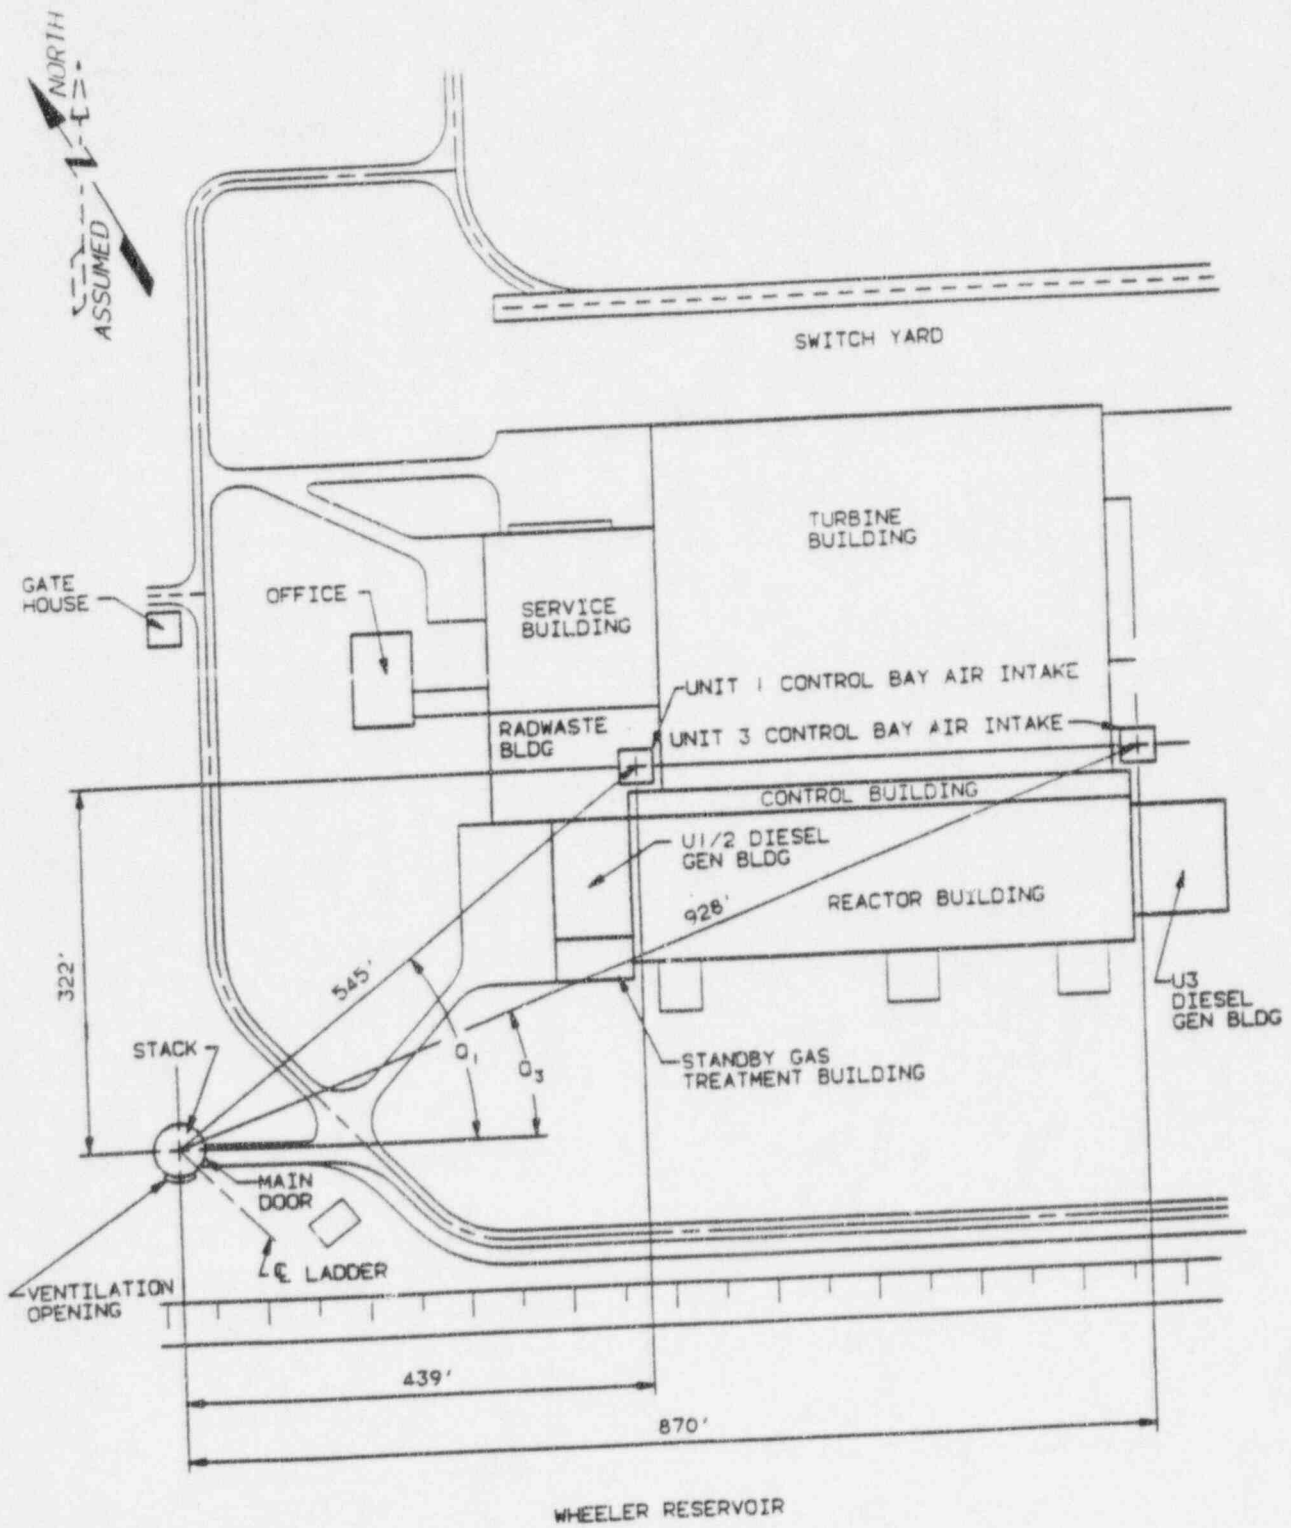 NORTH
ASSUMED
SWITCH YARD
TURBINE
BUILDING
GATE
HOUSE
OFFICE
SERVICE
BUILDING
UNIT 1 CONTROL BAY AIR INTAKE
RADWASTE
BLDG
UNIT 3 CONTROL BAY AIR INTAKE
CONTROL BUILDING
U1/2 DIESEL
GEN BLDG
REACTOR BUILDING
928'
322'
545'
U3
DIESEL
GEN BLDG
STACK
Θ1
Θ3
STANDBY GAS
TREATMENT BUILDING
MAIN
DOOR
℄ LADDER
VENTILATION
OPENING
439'
870'
WHEELER RESERVOIR